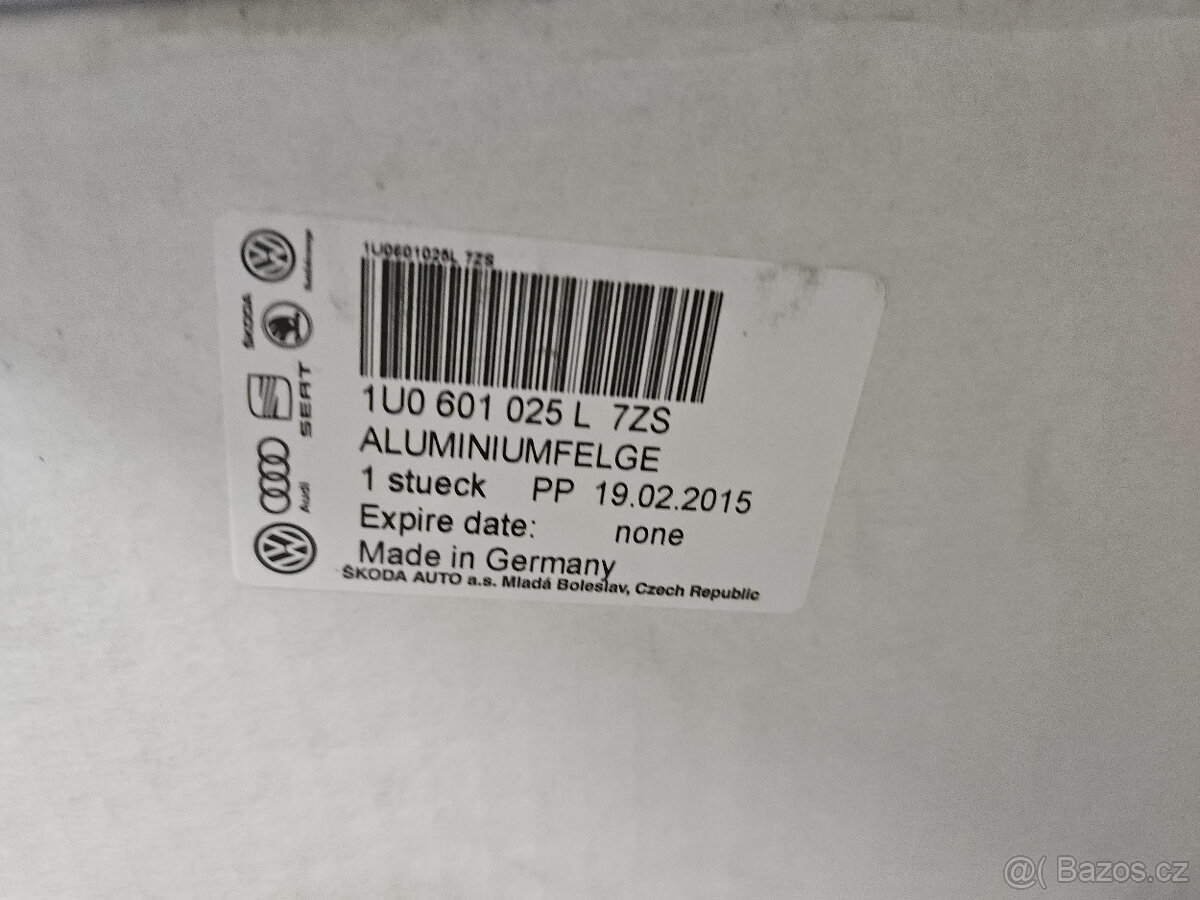 1U0601025L 7ZS
1U0 601 025 L 7ZS
ALUMINIUMFELGE
1 stueck PP 19.02.2015
Expire date: none
Made in Germany
ŠKODA AUTO a.s. Mladá Boleslav, Czech Republic
ŠKODA
SEAT
Audi
@( Bazos.cz